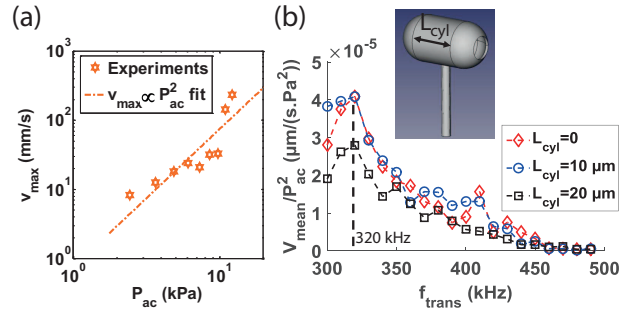 (a)
10³
10²
10¹
10⁰
v_max (mm/s)
Experiments
v_max ∝ P²_ac fit
10⁰
10¹
P_ac (kPa)
(b)
×10⁻⁵
5
4
3
2
1
0
V_mean/P²_ac (µm/(s.Pa²)
L_cyl
L_cyl=0
L_cyl=10 µm
L_cyl=20 µm
320 kHz
300
350
400
450
500
f_trans (kHz)